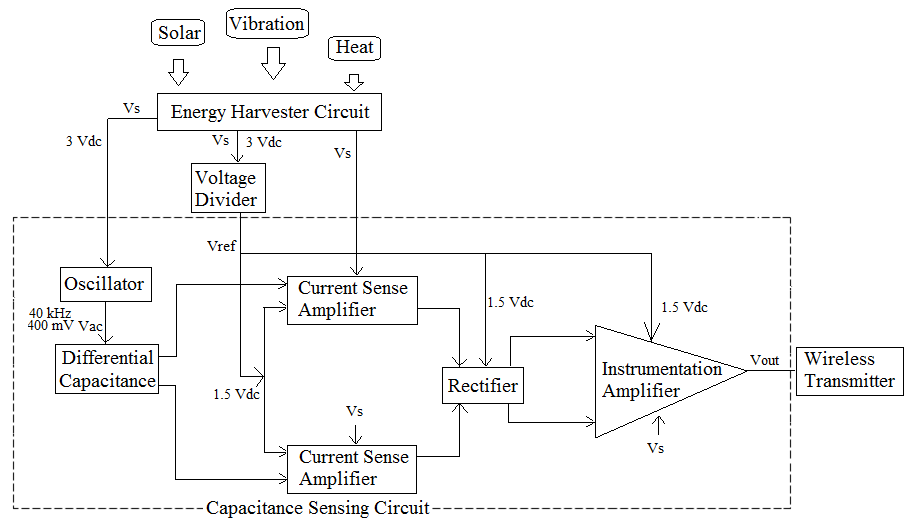 Solar
Vibration
Heat
Energy Harvester Circuit
Vs
3 Vdc
Vs
3 Vdc
Vs
Voltage
Divider
Vref
Oscillator
40 kHz
400 mV Vac
Differential
Capacitance
Current Sense
Amplifier
1.5 Vdc
1.5 Vdc
1.5 Vdc
Rectifier
Instrumentation
Amplifier
Vout
Wireless
Transmitter
Vs
Vs
Current Sense
Amplifier
Capacitance Sensing Circuit